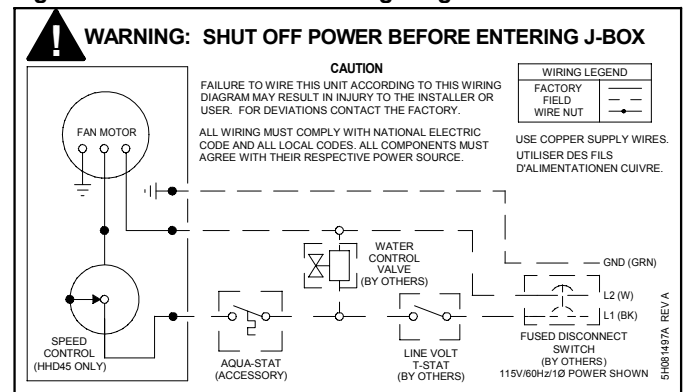 WARNING: SHUT OFF POWER BEFORE ENTERING J-BOX
CAUTION
FAILURE TO WIRE THIS UNIT ACCORDING TO THIS WIRING
DIAGRAM MAY RESULT IN INJURY TO THE INSTALLER OR
USER. FOR DEVIATIONS CONTACT THE FACTORY.
ALL WIRING MUST COMPLY WITH NATIONAL ELECTRIC
CODE AND ALL LOCAL CODES. ALL COMPONENTS MUST
AGREE WITH THEIR RESPECTIVE POWER SOURCE.
WIRING LEGEND
FACTORY
FIELD
WIRE NUT
USE COPPER SUPPLY WIRES.
UTILISER DES FILS
D'ALIMENTATIONEN CUIVRE.
FAN MOTOR
WATER
CONTROL
VALVE
(BY OTHERS)
GND (GRN)
L2 (W)
L1 (BK)
SPEED
CONTROL
(HHD45 ONLY)
AQUA-STAT
(ACCESSORY)
LINE VOLT
T-STAT
(BY OTHERS)
FUSED DISCONNECT
SWITCH
(BY OTHERS)
115V/60Hz/1Ø POWER SHOWN
5H081497A REV A